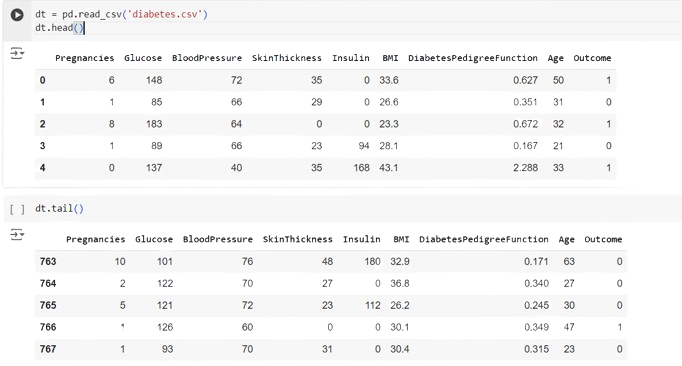 dt = pd.read_csv('diabetes.csv')
dt.head()
Pregnancies Glucose BloodPressure SkinThickness Insulin BMI DiabetesPedigreeFunction Age Outcome
0 6 148 72 35 0 33.6 0.627 50 1
1 1 85 66 29 0 26.6 0.351 31 0
2 8 183 64 0 0 23.3 0.672 32 1
3 1 89 66 23 94 28.1 0.167 21 0
4 0 137 40 35 168 43.1 2.288 33 1
[ ] dt.tail()
Pregnancies Glucose BloodPressure SkinThickness Insulin BMI DiabetesPedigreeFunction Age Outcome
763 10 101 76 48 180 32.9 0.171 63 0
764 2 122 70 27 0 36.8 0.340 27 0
765 5 121 72 23 112 26.2 0.245 30 0
766 1 126 60 0 0 30.1 0.349 47 1
767 1 93 70 31 0 30.4 0.315 23 0